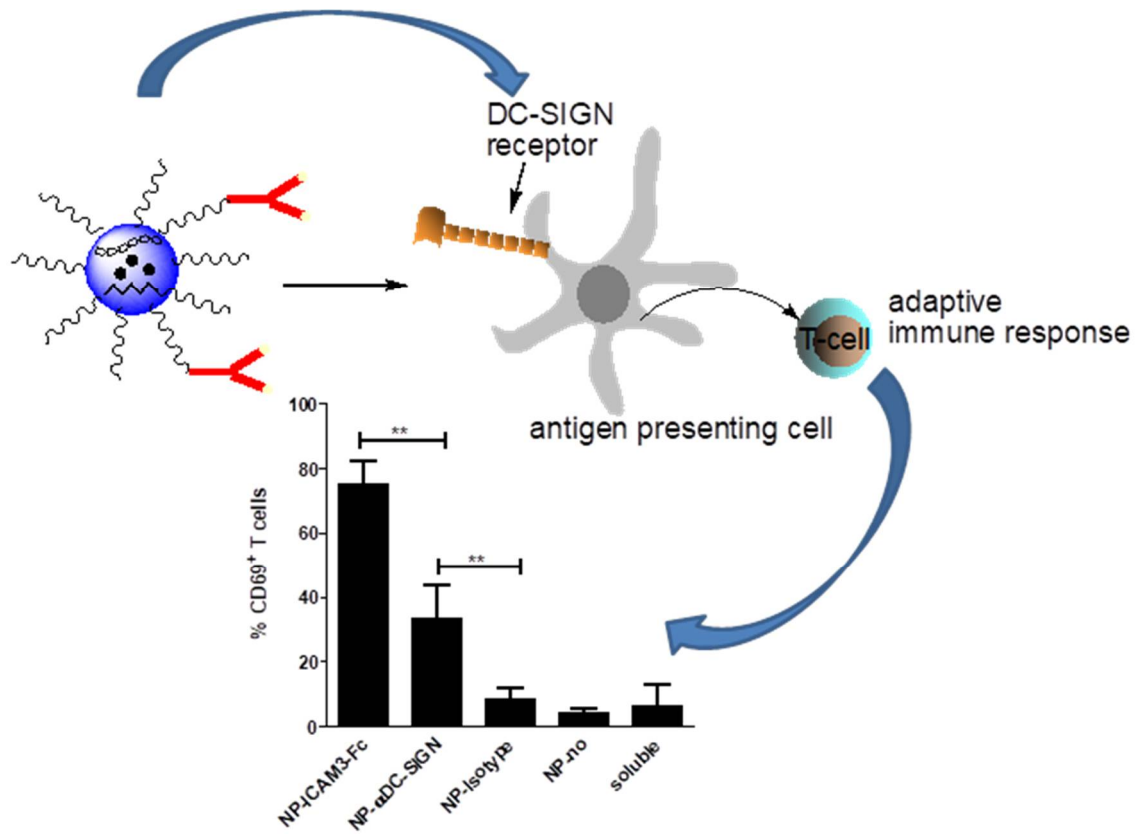 DC-SIGN
receptor
adaptive
immune response
T-cell
antigen presenting cell
100
80
60
40
20
0
% CD69+ T cells
**
**
NP-ICAM3-Fc
NP-αDC-SIGN
NP-Isotype
NP-no
soluble